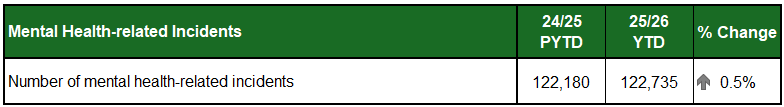 Mental Health-related Incidents 24/25 PYTD 25/26 YTD % Change
Number of mental health-related incidents 122,180 122,735 0.5%